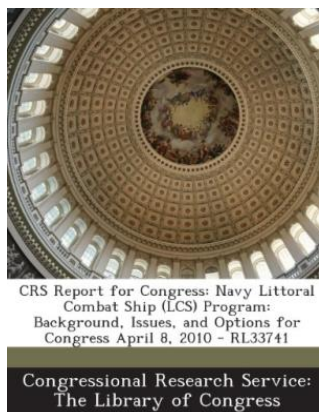 CRS Report for Congress: Navy Littoral
Combat Ship (LCS) Program:
Background, Issues, and Options for
Congress April 8, 2010 - RL33741
Congressional Research Service:
The Library of Congress